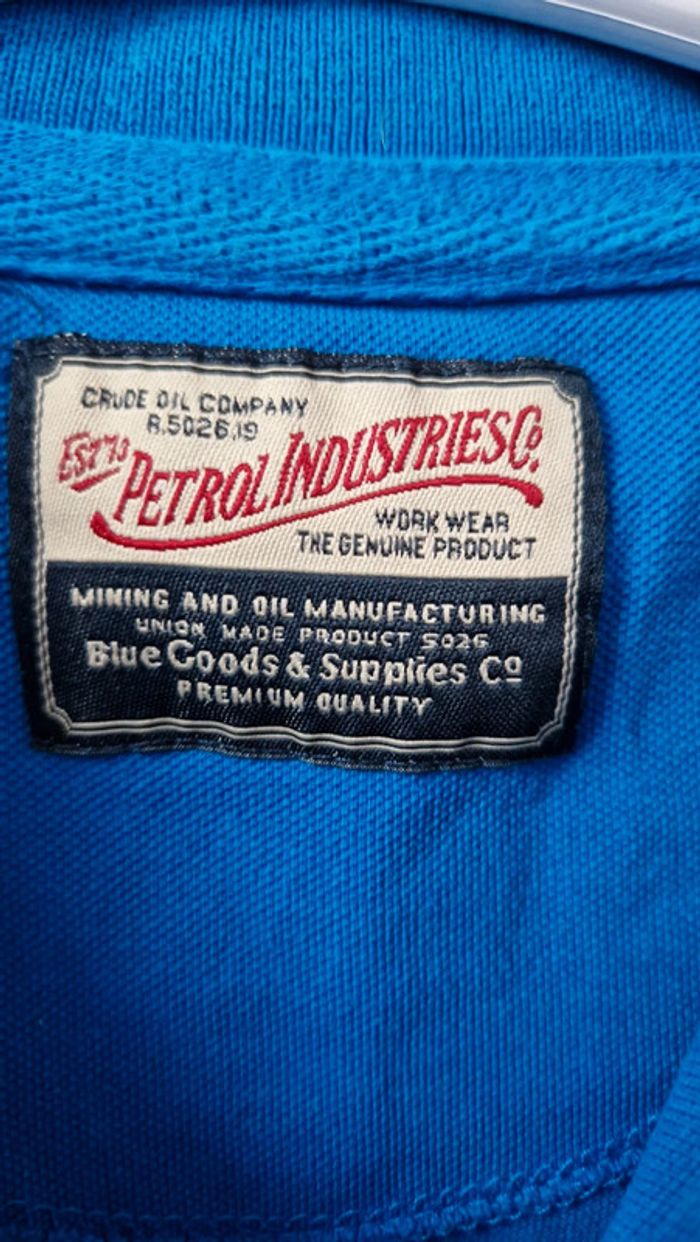 CRUDE OIL COMPANY
R.5026.19
EST'73
PETROL INDUSTRIES Co.
WORK WEAR
THE GENUINE PRODUCT
MINING AND OIL MANUFACTURING
UNION MADE PRODUCT 5026
Blue Goods & Supplies Co
PREMIUM QUALITY